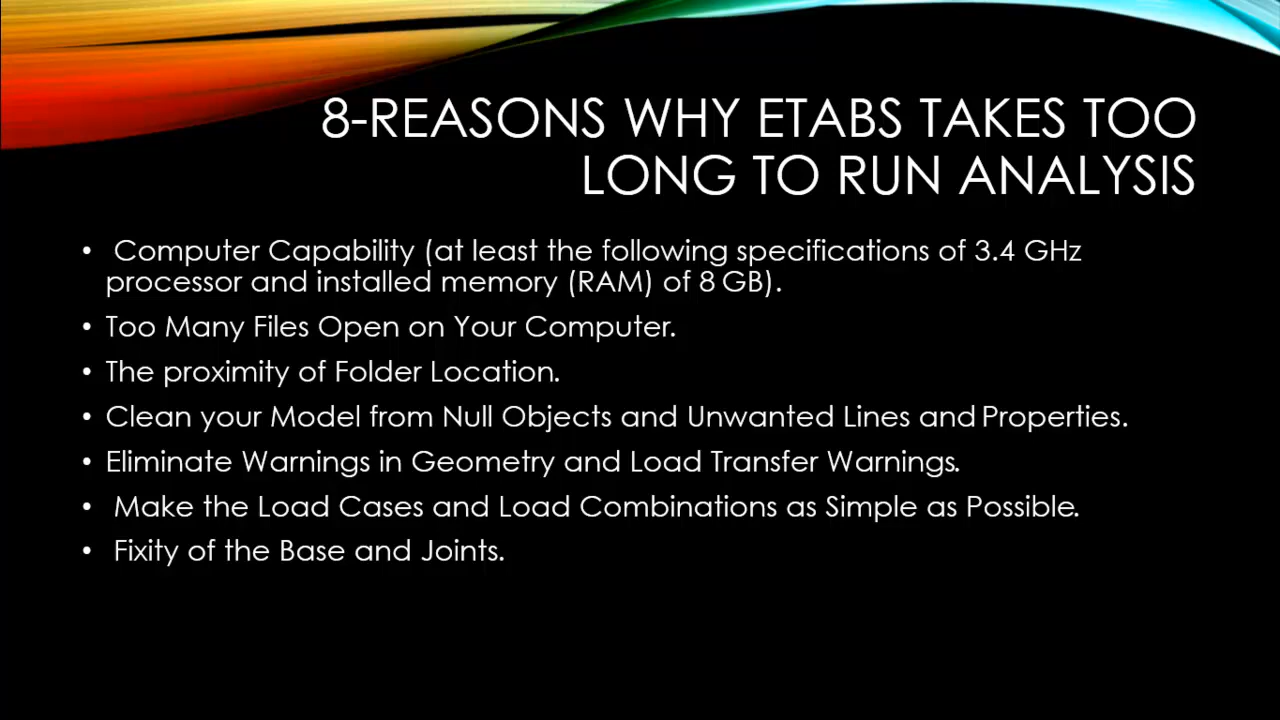 8-REASONS WHY ETABS TAKES TOO
LONG TO RUN ANALYSIS
• Computer Capability (at least the following specifications of 3.4 GHz
processor and installed memory (RAM) of 8 GB).
• Too Many Files Open on Your Computer.
• The proximity of Folder Location.
• Clean your Model from Null Objects and Unwanted Lines and Properties.
• Eliminate Warnings in Geometry and Load Transfer Warnings.
• Make the Load Cases and Load Combinations as Simple as Possible.
• Fixity of the Base and Joints.